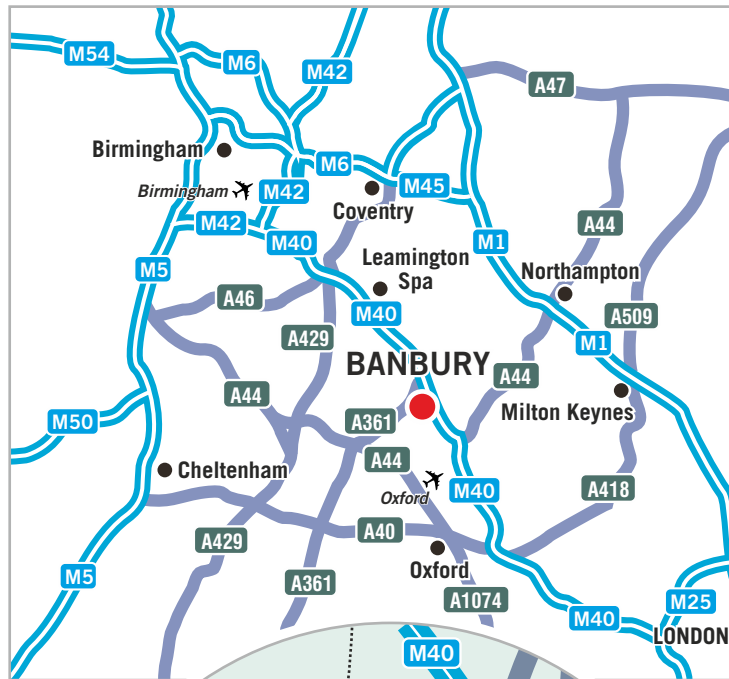 M54
M6
M42
A47
Birmingham
M6
Birmingham
M42
M45
Coventry
M42
M40
M1
A44
Leamington
Spa
Northampton
M5
A46
M40
A509
A429
M1
BANBURY
A44
A44
Milton Keynes
M50
A361
Cheltenham
A44
Oxford
M40
A418
A429
A40
Oxford
M5
A361
A1074
M25
M40
LONDON
M40